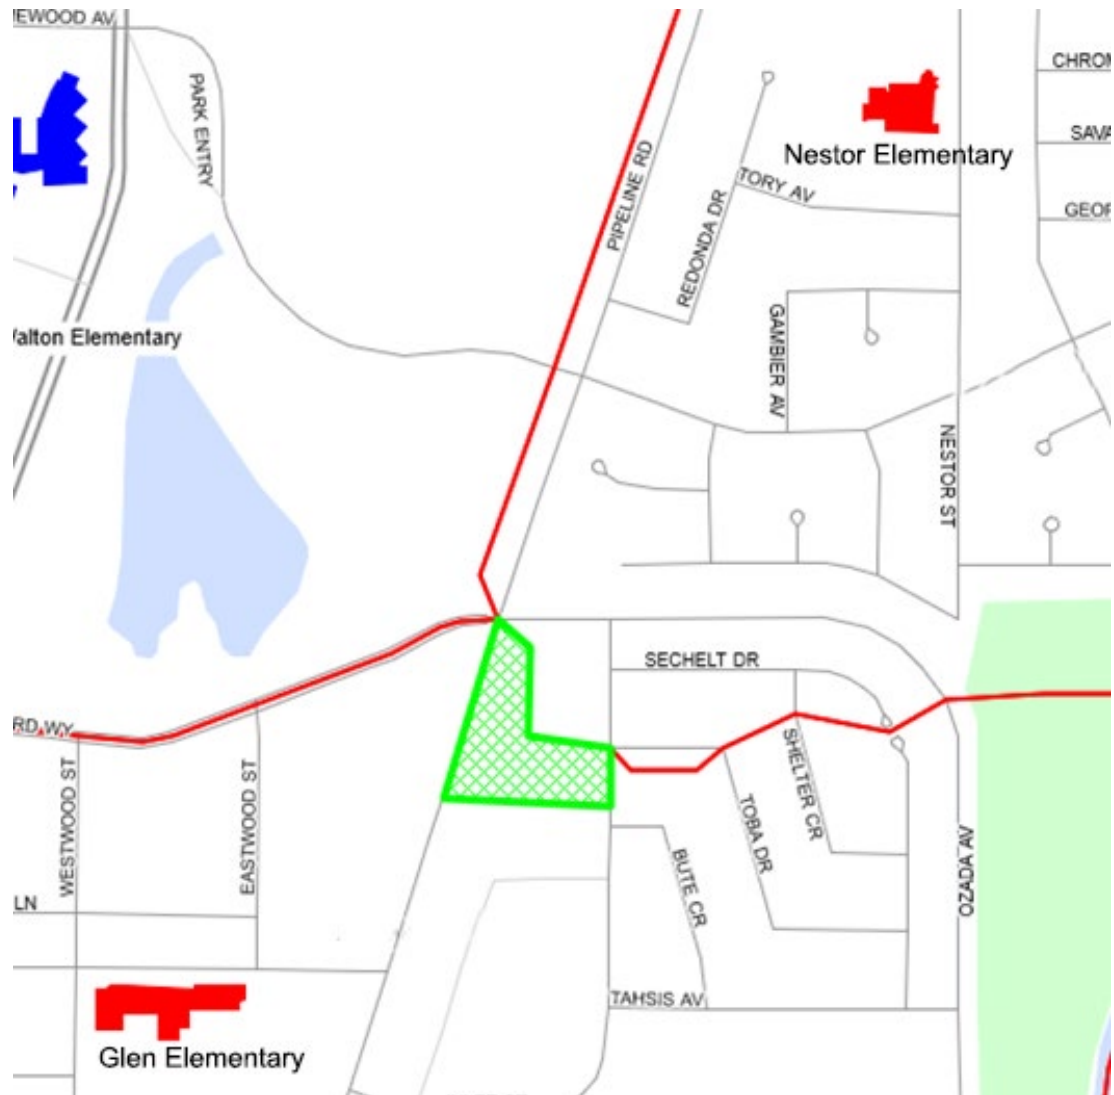 EWOOD AV
PARK ENTRY
CHROM
SAVA
GEOR
Nestor Elementary
TORY AV
PIPELINE RD
REDONDA DR
GAMBIER AV
alton Elementary
NESTOR ST
SECHELT DR
RD WY
WESTWOOD ST
EASTWOOD ST
SHELTER CR
TOBA DR
BUTE CR
OZADA AV
LN
TAHSIS AV
Glen Elementary